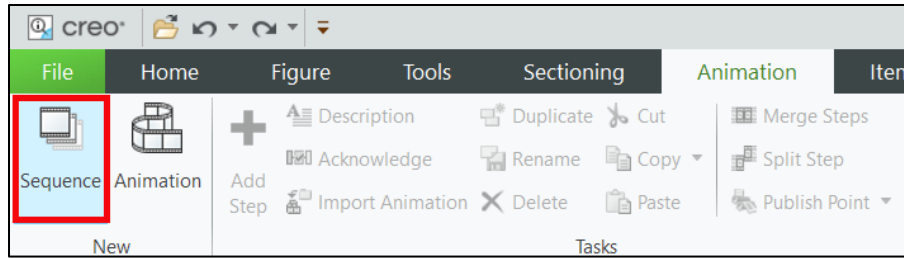 creo
File Home Figure Tools Sectioning Animation Iten
Description Duplicate Cut Merge Steps
Acknowledge Rename Copy Split Step
Sequence Animation Add Step Import Animation Delete Paste Publish Point
New Tasks